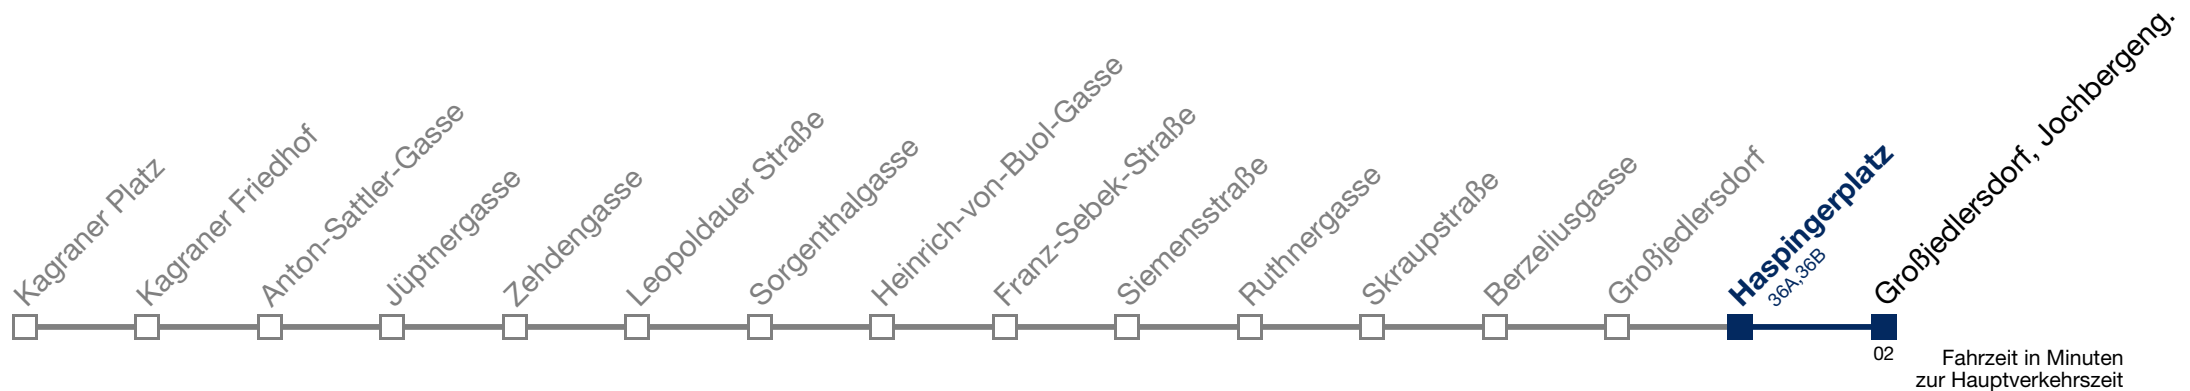 Kagraner Platz
Kagraner Friedhof
Anton-Sattler-Gasse
Jüptnergasse
Zehdengasse
Leopoldauer Straße
Sorgenthalgasse
Heinrich-von-Buol-Gasse
Franz-Sebek-Straße
Siemensstraße
Ruthnergasse
Skraupstraße
Berzeliusgasse
Großjedlersdorf
Haspingerplatz
36A,36B
Großjedlersdorf, Jochbergeng.
02
Fahrzeit in Minuten
zur Hauptverkehrszeit